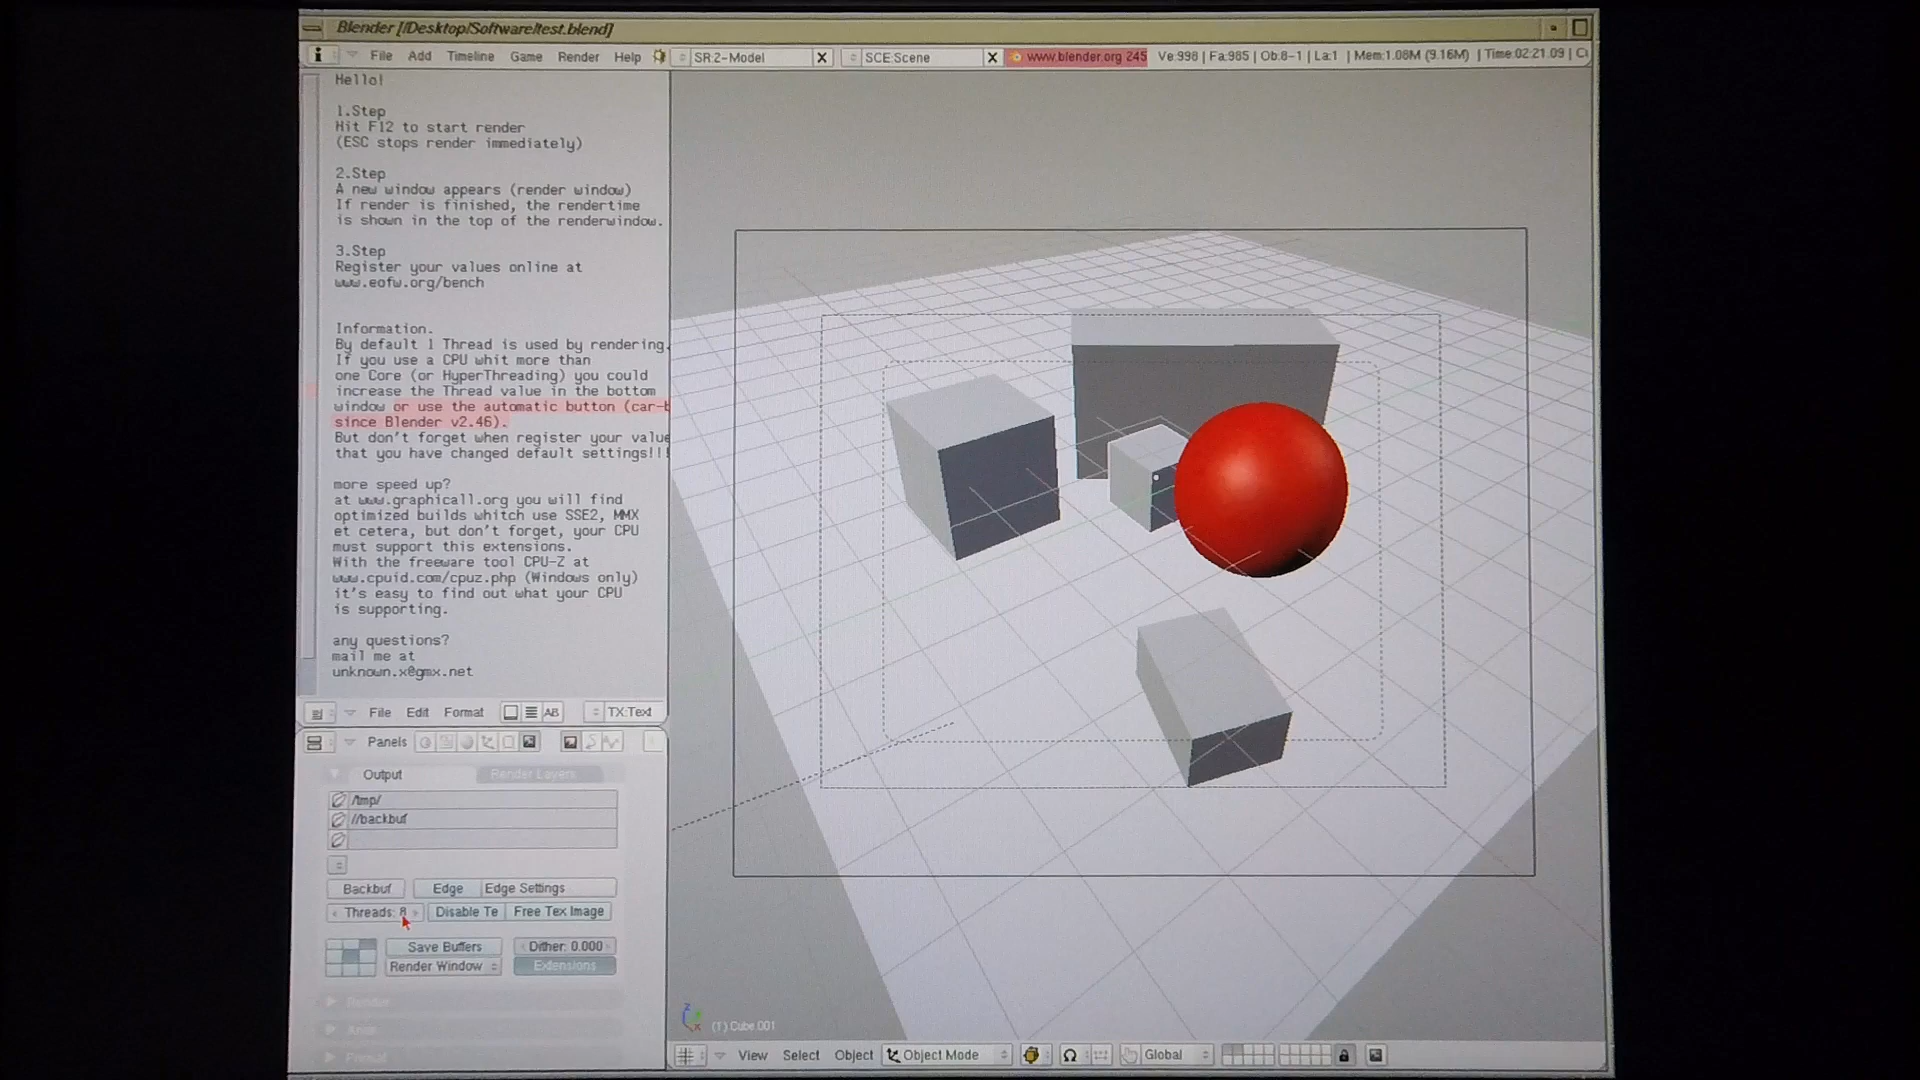 Blender [/Desktop/Software/test.blend]
File Add Timeline Game Render Help SR:2-Model X SCE:Scene X www.blender.org 245 Ve:998 | Fa:985 | Ob:8-1 | La:1 | Mem:1.08M (9.16M) | Time:02:21.09 |
Hello!
1.Step
Hit F12 to start render
(ESC stops render immediately)
2.Step
A new window appears (render window)
If render is finished, the rendertime
is shown in the top of the renderwindow.
3.Step
Register your values online at
www.eofw.org/bench
Information.
By default 1 Thread is used by rendering.
If you use a CPU whit more than
one Core (or HyperThreading) you could
increase the Thread value in the bottom
window or use the automatic button (car-b
since Blender v2.46).
But don't forget when register your value
that you have changed default settings!!!
more speed up?
at www.graphicall.org you will find
optimized builds whitch use SSE2, MMX
et cetera, but don't forget, your CPU
must support this extensions.
With the freeware tool CPU-Z at
www.cpuid.com/cpuz.php (Windows only)
it's easy to find out what your CPU
is supporting.
any questions?
mail me at
unknown.x@gmx.net
File Edit Format AB TX:Text
Panels
Output Render Layers
/tmp/
//backbuf
Backbuf Edge Edge Settings
Threads: 8 Disable Te Free Tex Image
Save Buffers Dither: 0.000
Render Window Extensions
Render
Anim
Format
(1) Cube.001
View Select Object Object Mode Global